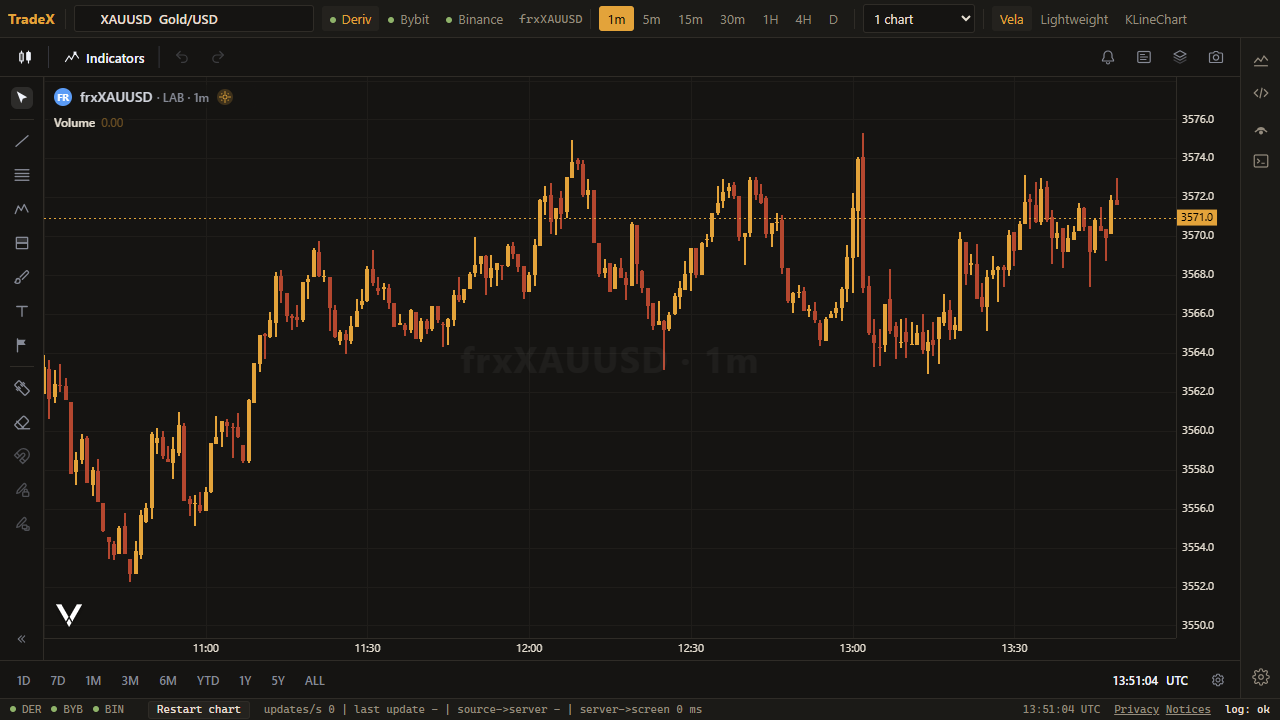 TradeX XAUUSD Gold/USD Deriv Bybit Binance frxXAUUSD 1m 5m 15m 30m 1H 4H D 1 chart Vela Lightweight KLineChart
Indicators
FR frxXAUUSD · LAB · 1m
Volume 0.00
3576.0
3574.0
3572.0
3571.0
3570.0
3568.0
3566.0
3564.0
frxXAUUSD · 1m
3562.0
3560.0
3558.0
3556.0
3554.0
3552.0
3550.0
11:00 11:30 12:00 12:30 13:00 13:30
1D 7D 1M 3M 6M YTD 1Y 5Y ALL 13:51:04 UTC
DER BYB BIN Restart chart updates/s 0 | last update - | source->server - | server->screen 0 ms 13:51:04 UTC Privacy Notices log: ok